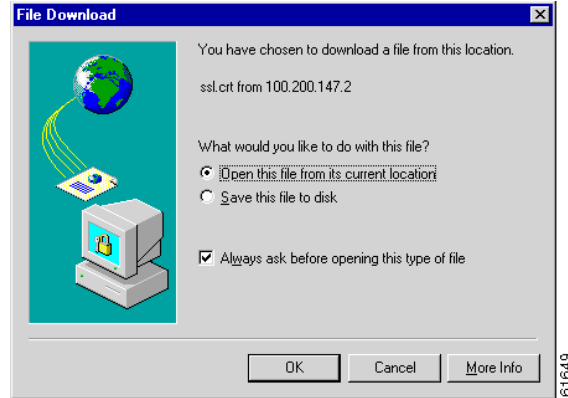 File Download
You have chosen to download a file from this location.
ssl.crt from 100.200.147.2
What would you like to do with this file?
Open this file from its current location
Save this file to disk
Always ask before opening this type of file
OK
Cancel
More Info
61649